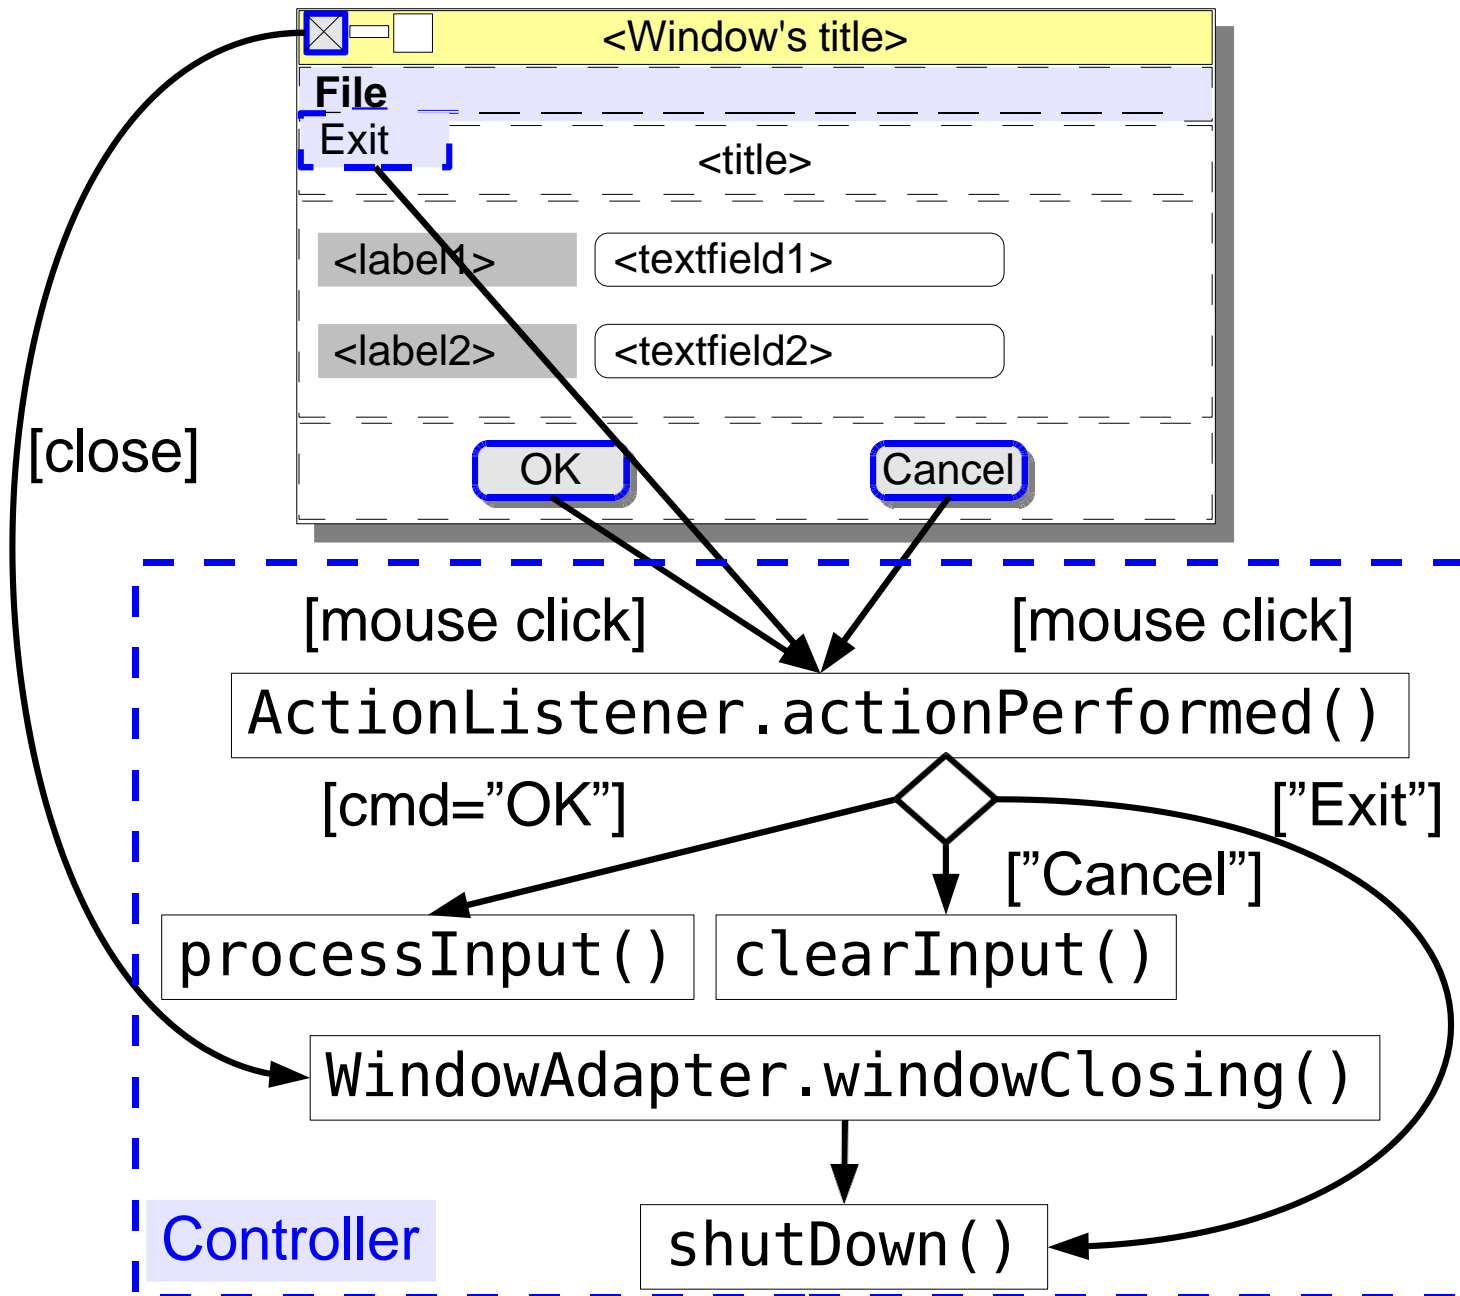 <Window's title>
File
Exit
<title>
<label1> <textfield1>
<label2> <textfield2>
[close]
OK Cancel
[mouse click] [mouse click]
ActionListener.actionPerformed()
[cmd=”OK”] [”Exit”]
[”Cancel”]
processInput() clearInput()
WindowAdapter.windowClosing()
Controller
shutDown()